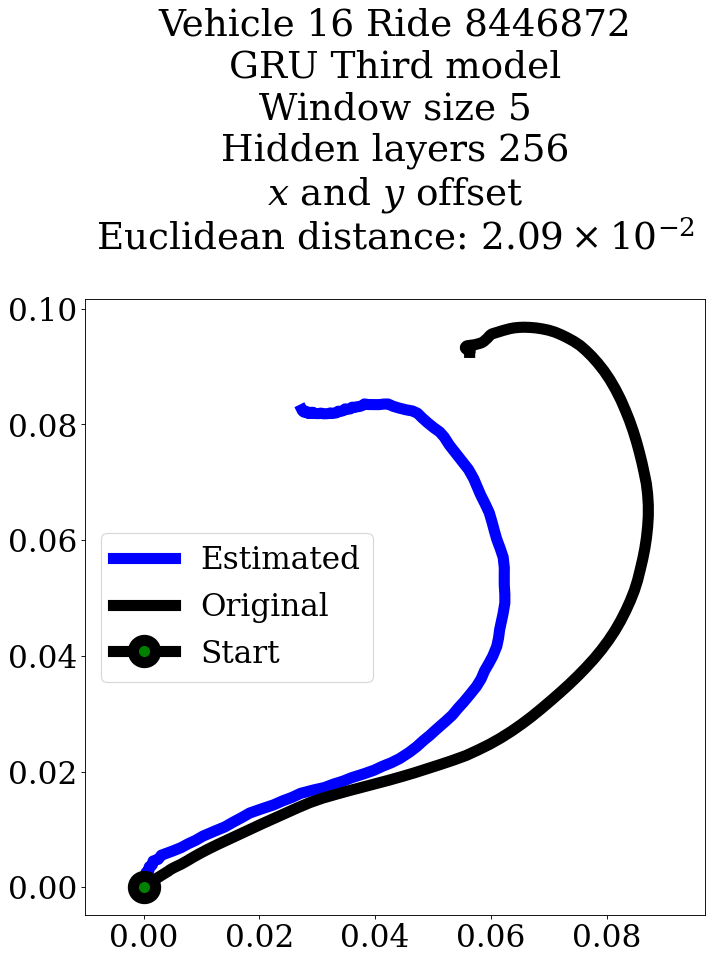 Vehicle 16 Ride 8446872
GRU Third model
Window size 5
Hidden layers 256
x and y offset
Euclidean distance: 2.09 × 10⁻²
0.10
0.08
0.06
0.04
0.02
0.00
Estimated
Original
Start
0.00 0.02 0.04 0.06 0.08